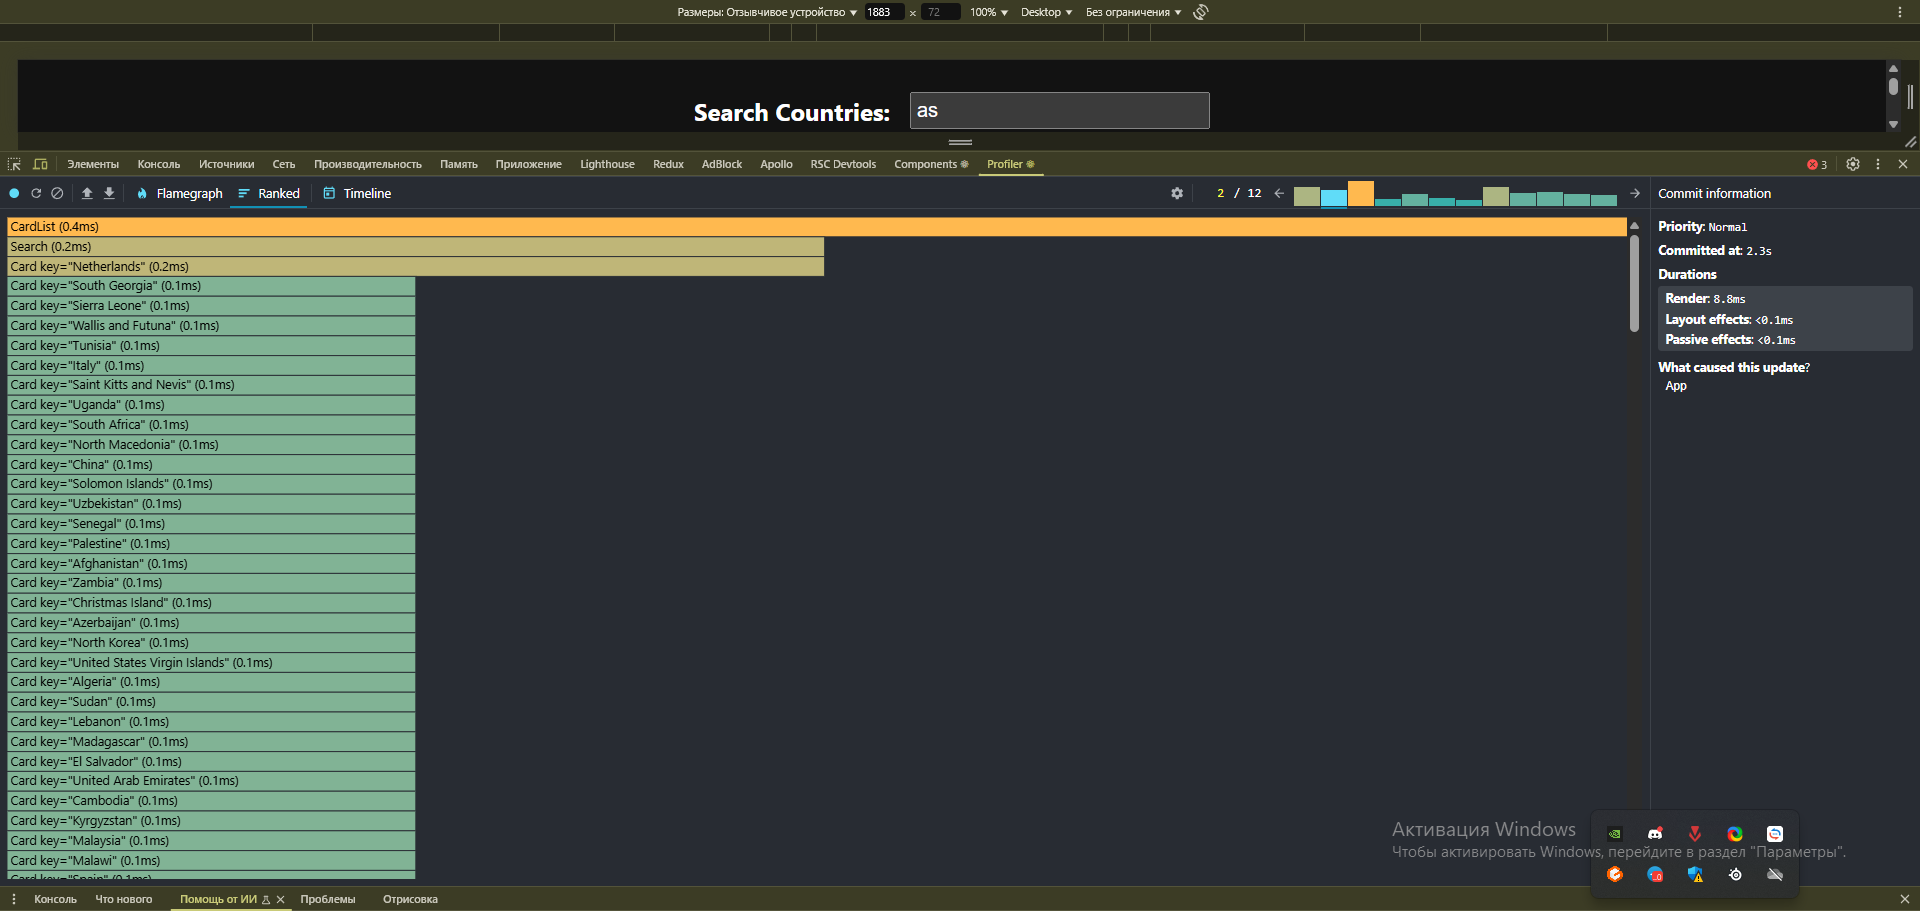 Размеры: Отзывчивое устройство 1883 × 72 100% Desktop Без ограничения
Search Countries: as
Элементы Консоль Источники Сеть Производительность Память Приложение Lighthouse Redux AdBlock Apollo RSC Devtools Components Profiler 3
Flamegraph Ranked Timeline 2 / 12
Commit information
CardList (0.4ms)
Search (0.2ms)
Card key="Netherlands" (0.2ms)
Card key="South Georgia" (0.1ms)
Card key="Sierra Leone" (0.1ms)
Card key="Wallis and Futuna" (0.1ms)
Card key="Tunisia" (0.1ms)
Card key="Italy" (0.1ms)
Card key="Saint Kitts and Nevis" (0.1ms)
Card key="Uganda" (0.1ms)
Card key="South Africa" (0.1ms)
Card key="North Macedonia" (0.1ms)
Card key="China" (0.1ms)
Card key="Solomon Islands" (0.1ms)
Card key="Uzbekistan" (0.1ms)
Card key="Senegal" (0.1ms)
Card key="Palestine" (0.1ms)
Card key="Afghanistan" (0.1ms)
Card key="Zambia" (0.1ms)
Card key="Christmas Island" (0.1ms)
Card key="Azerbaijan" (0.1ms)
Card key="North Korea" (0.1ms)
Card key="United States Virgin Islands" (0.1ms)
Card key="Algeria" (0.1ms)
Card key="Sudan" (0.1ms)
Card key="Lebanon" (0.1ms)
Card key="Madagascar" (0.1ms)
Card key="El Salvador" (0.1ms)
Card key="United Arab Emirates" (0.1ms)
Card key="Cambodia" (0.1ms)
Card key="Kyrgyzstan" (0.1ms)
Card key="Malaysia" (0.1ms)
Card key="Malawi" (0.1ms)
Card key="Spain" (0.1ms)
Priority: Normal
Committed at: 2.3s
Durations
Render: 8.8ms
Layout effects: <0.1ms
Passive effects: <0.1ms
What caused this update?
App
Активация Windows
Чтобы активировать Windows, перейдите в раздел "Параметры".
Консоль Что нового Помощь от ИИ Проблемы Отрисовка